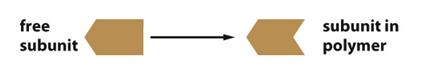 free
subunit
subunit in
polymer